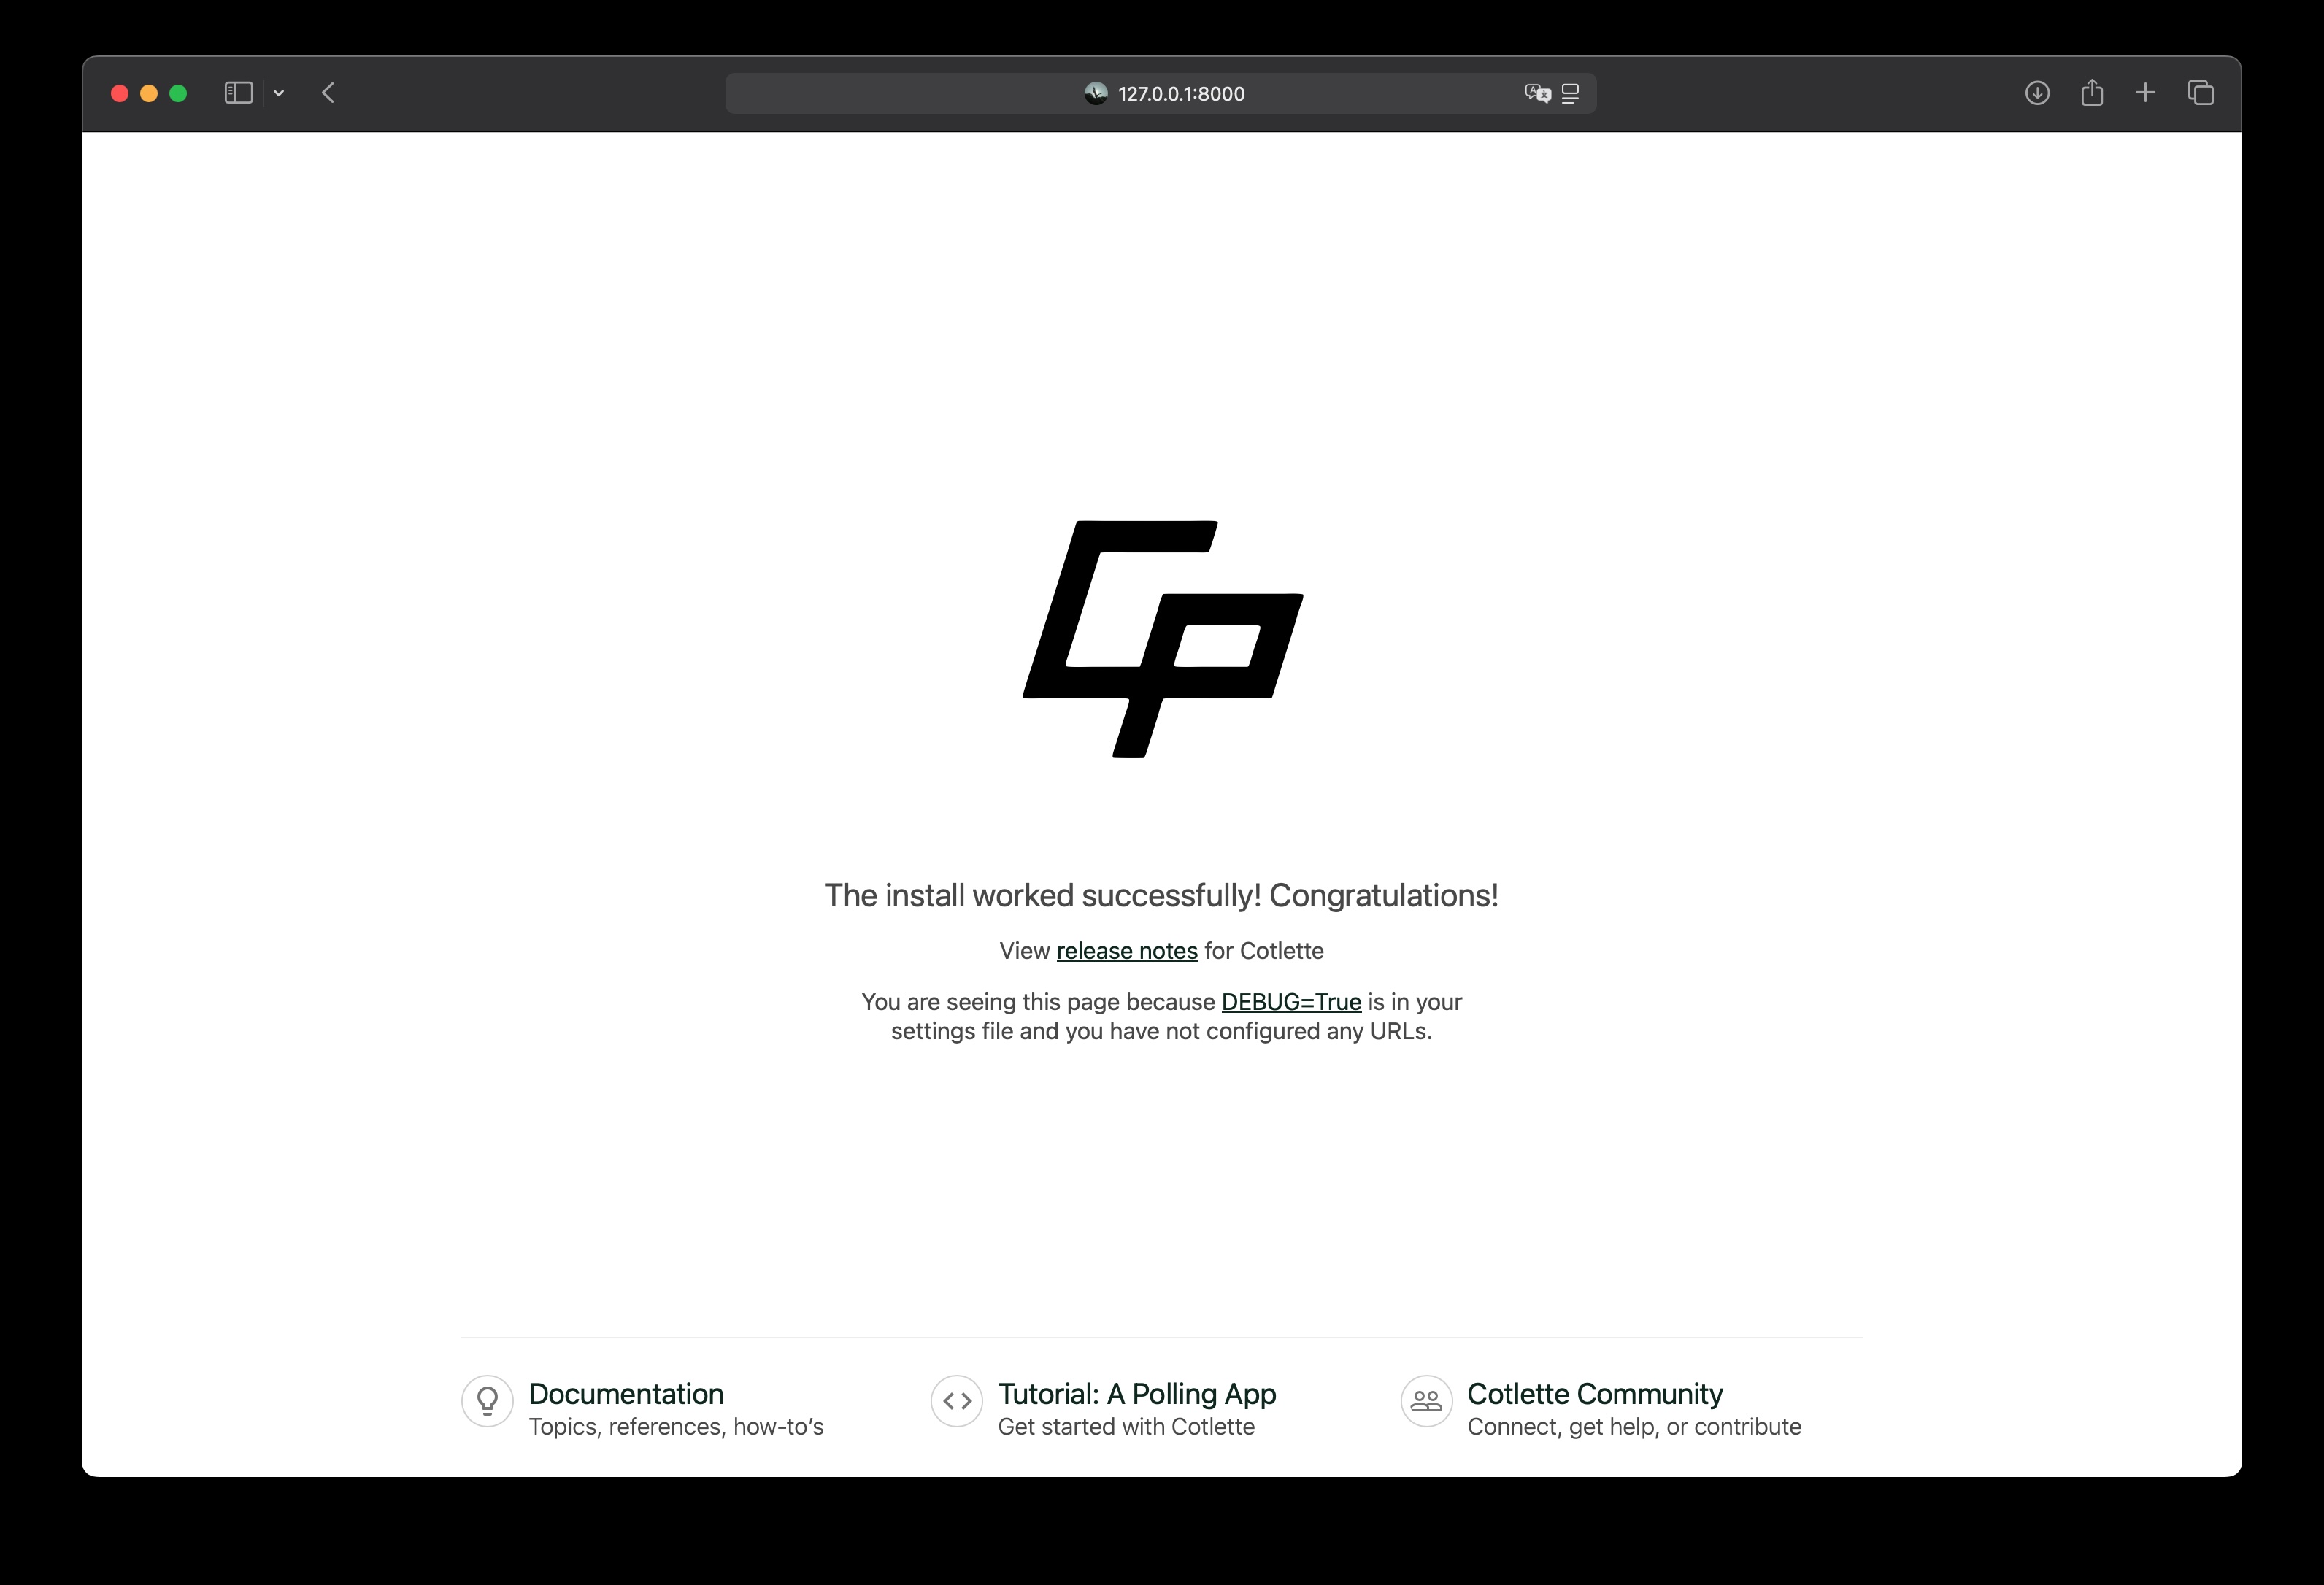 127.0.0.1:8000
The install worked successfully! Congratulations!
View release notes for Cotlette
You are seeing this page because DEBUG=True is in your
settings file and you have not configured any URLs.
Documentation
Topics, references, how-to’s
Tutorial: A Polling App
Get started with Cotlette
Cotlette Community
Connect, get help, or contribute